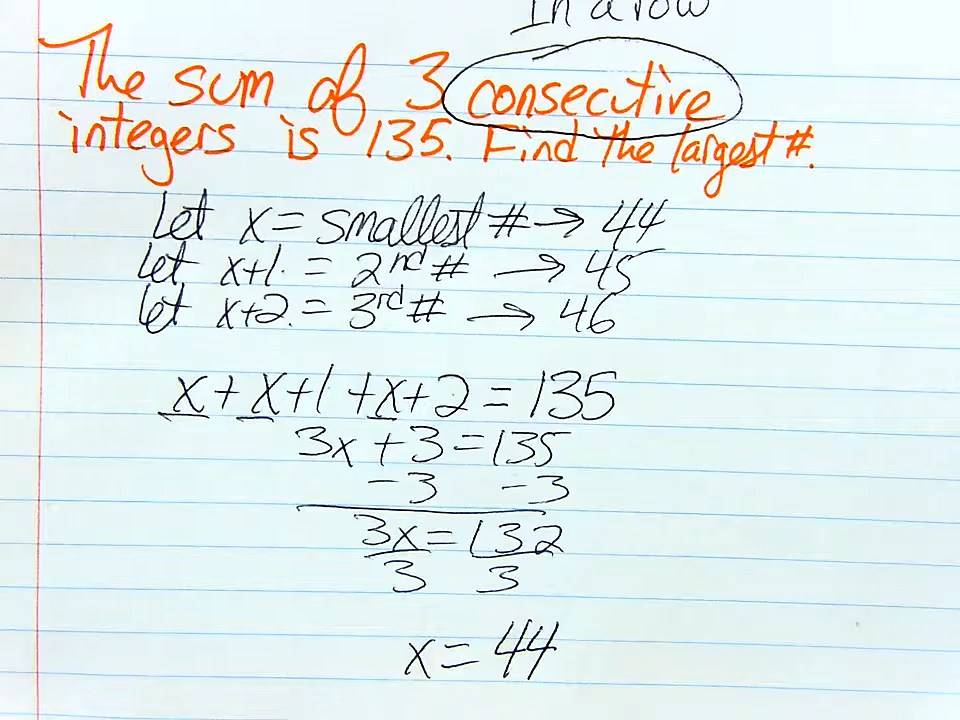 In a row
The sum of 3 consecutive
integers is 135. Find the largest #.
Let x = smallest # → 44
let x+1 = 2nd # → 45
let x+2 = 3rd # → 46
x + x+1 + x+2 = 135
3x + 3 = 135
-3 -3
3x = 132
3 3
x = 44